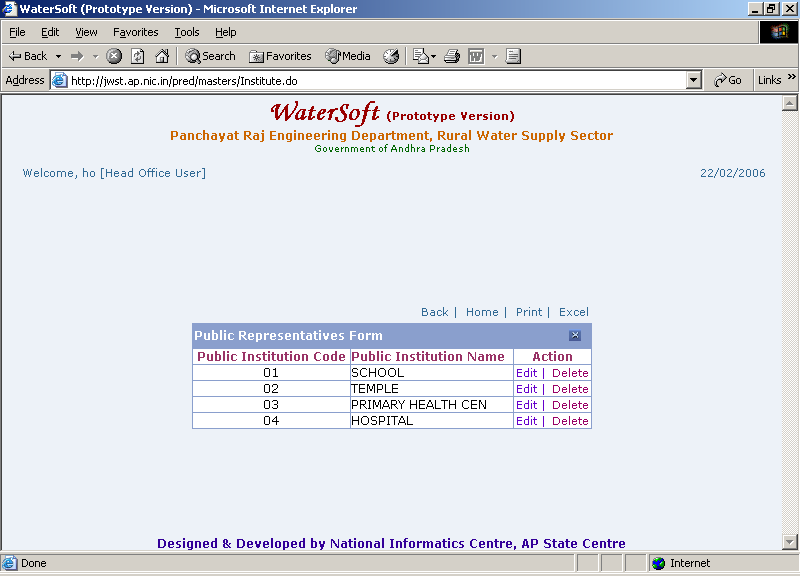 WaterSoft (Prototype Version) - Microsoft Internet Explorer
File Edit View Favorites Tools Help
Back Search Favorites Media
Address http://jwst.ap.nic.in/pred/masters/Institute.do Go Links »
WaterSoft (Prototype Version)
Panchayat Raj Engineering Department, Rural Water Supply Sector
Government of Andhra Pradesh
Welcome, ho [Head Office User] 22/02/2006
Back | Home | Print | Excel
Public Representatives Form
Public Institution Code Public Institution Name Action
01 SCHOOL Edit | Delete
02 TEMPLE Edit | Delete
03 PRIMARY HEALTH CEN Edit | Delete
04 HOSPITAL Edit | Delete
Designed & Developed by National Informatics Centre, AP State Centre
Done Internet